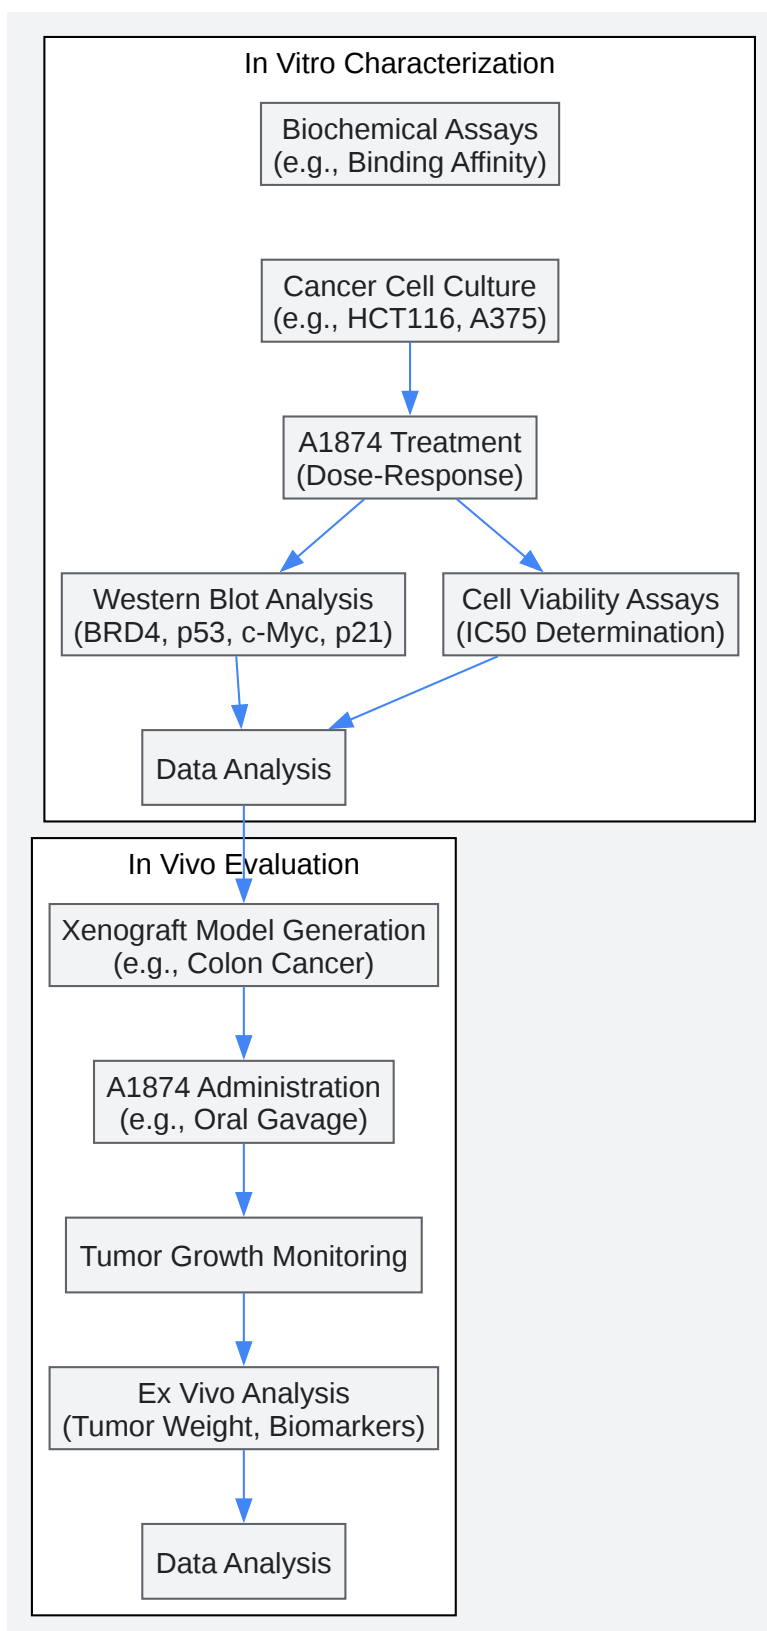 In Vitro Characterization
Biochemical Assays
(e.g., Binding Affinity)
Cancer Cell Culture
(e.g., HCT116, A375)
A1874 Treatment
(Dose-Response)
Western Blot Analysis
(BRD4, p53, c-Myc, p21)
Cell Viability Assays
(IC50 Determination)
Data Analysis
In Vivo Evaluation
Xenograft Model Generation
(e.g., Colon Cancer)
A1874 Administration
(e.g., Oral Gavage)
Tumor Growth Monitoring
Ex Vivo Analysis
(Tumor Weight, Biomarkers)
Data Analysis